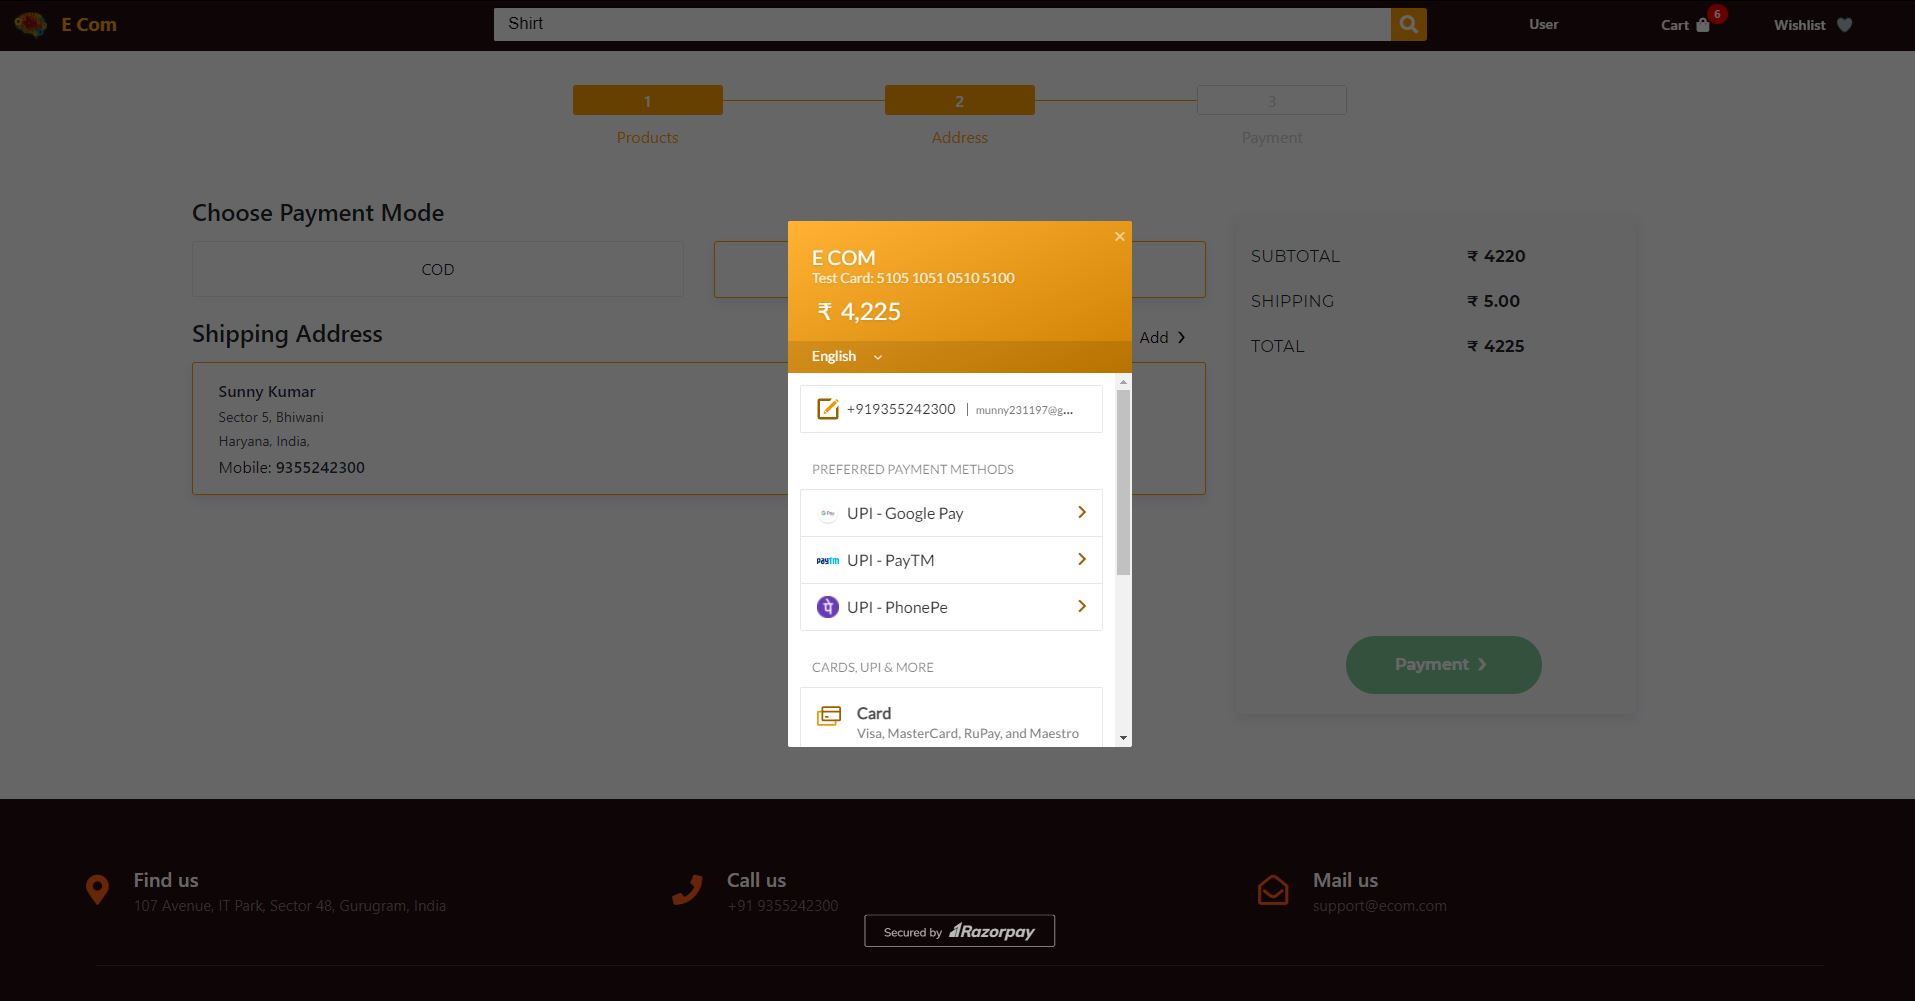 E Com
Shirt
User
Cart
6
Wishlist
1
2
3
Products
Address
Payment
Choose Payment Mode
COD
Shipping Address
Add
Sunny Kumar
Sector 5, Bhiwani
Haryana, India,
Mobile: 9355242300
E COM
Test Card: 5105 1051 0510 5100
₹ 4,225
English
+919355242300 | munny231197@g...
PREFERRED PAYMENT METHODS
G Pay
UPI - Google Pay
paytm
UPI - PayTM
पे
UPI - PhonePe
CARDS, UPI & MORE
Card
Visa, MasterCard, RuPay, and Maestro
SUBTOTAL ₹ 4220
SHIPPING ₹ 5.00
TOTAL ₹ 4225
Payment
Find us
107 Avenue, IT Park, Sector 48, Gurugram, India
Call us
+91 9355242300
Mail us
support@ecom.com
Secured by Razorpay